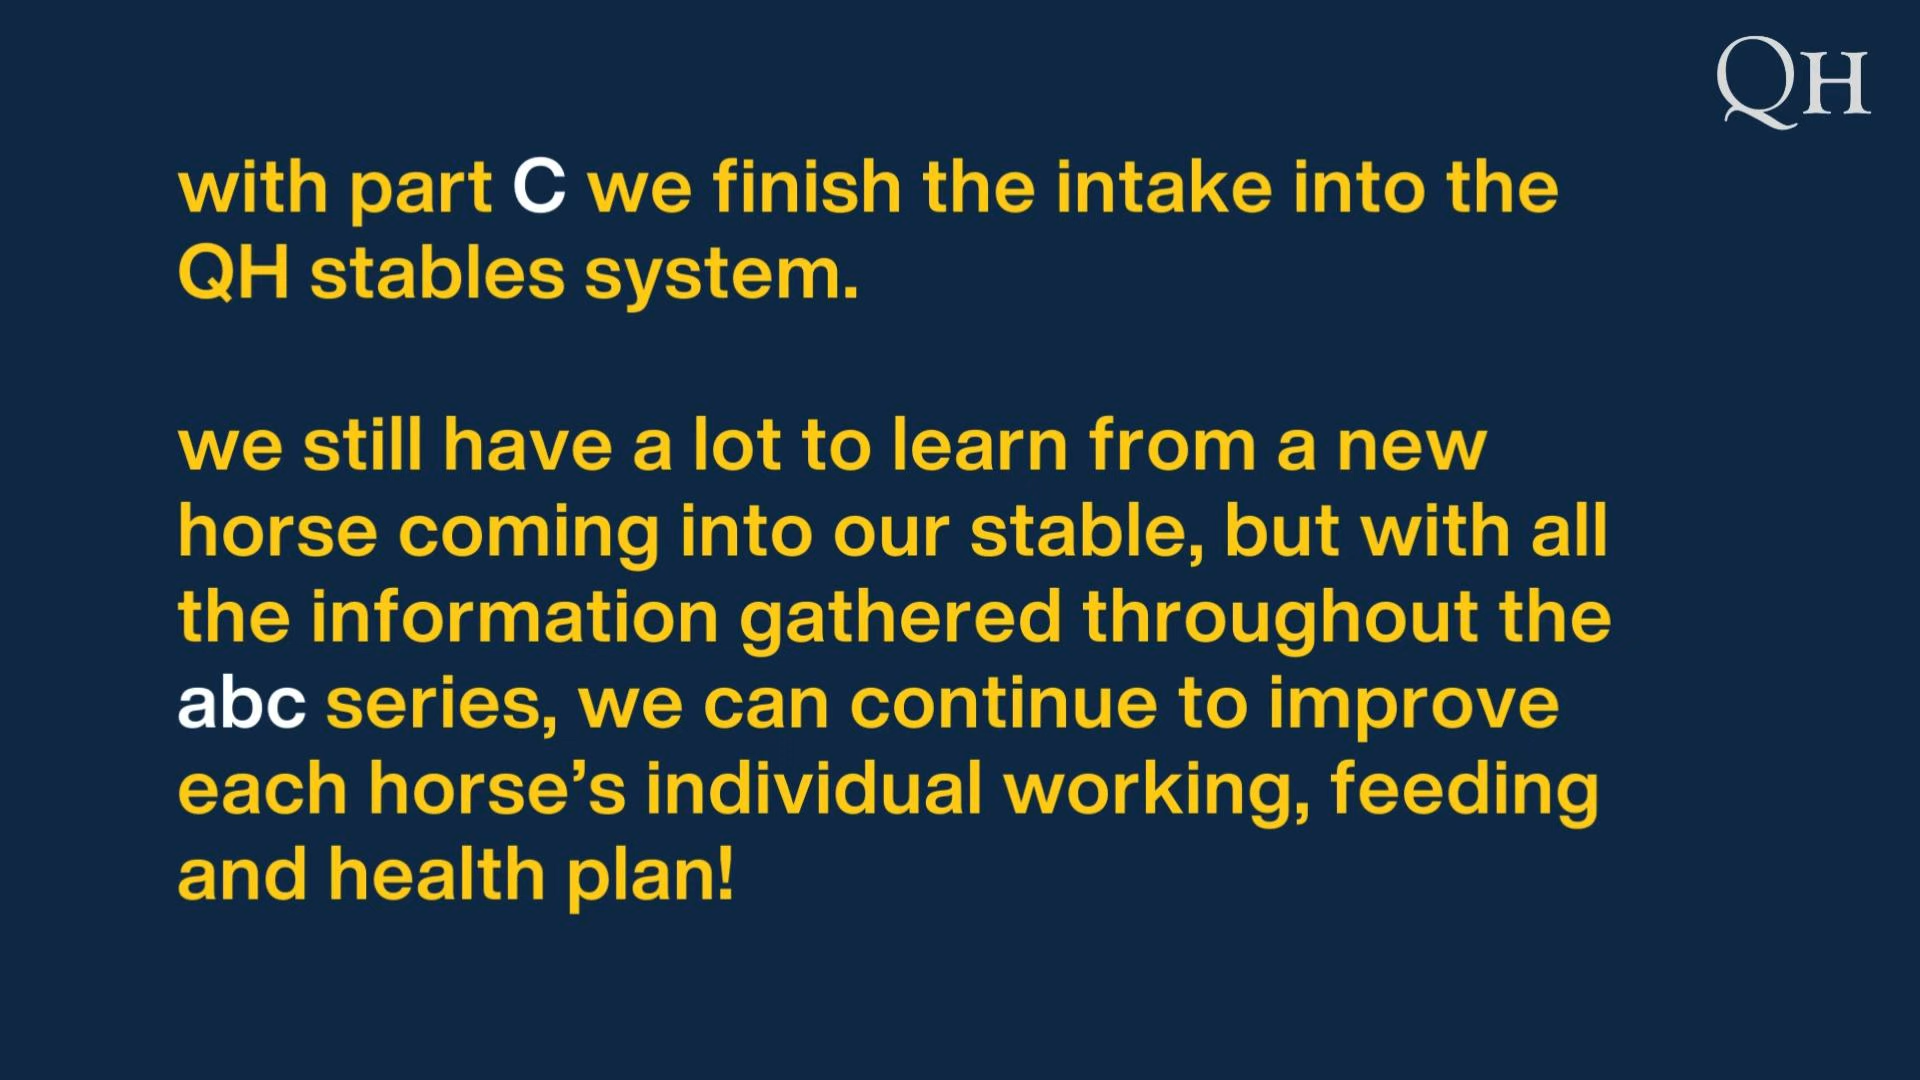 QH
with part C we finish the intake into the
QH stables system.
we still have a lot to learn from a new
horse coming into our stable, but with all
the information gathered throughout the
abc series, we can continue to improve
each horse’s individual working, feeding
and health plan!